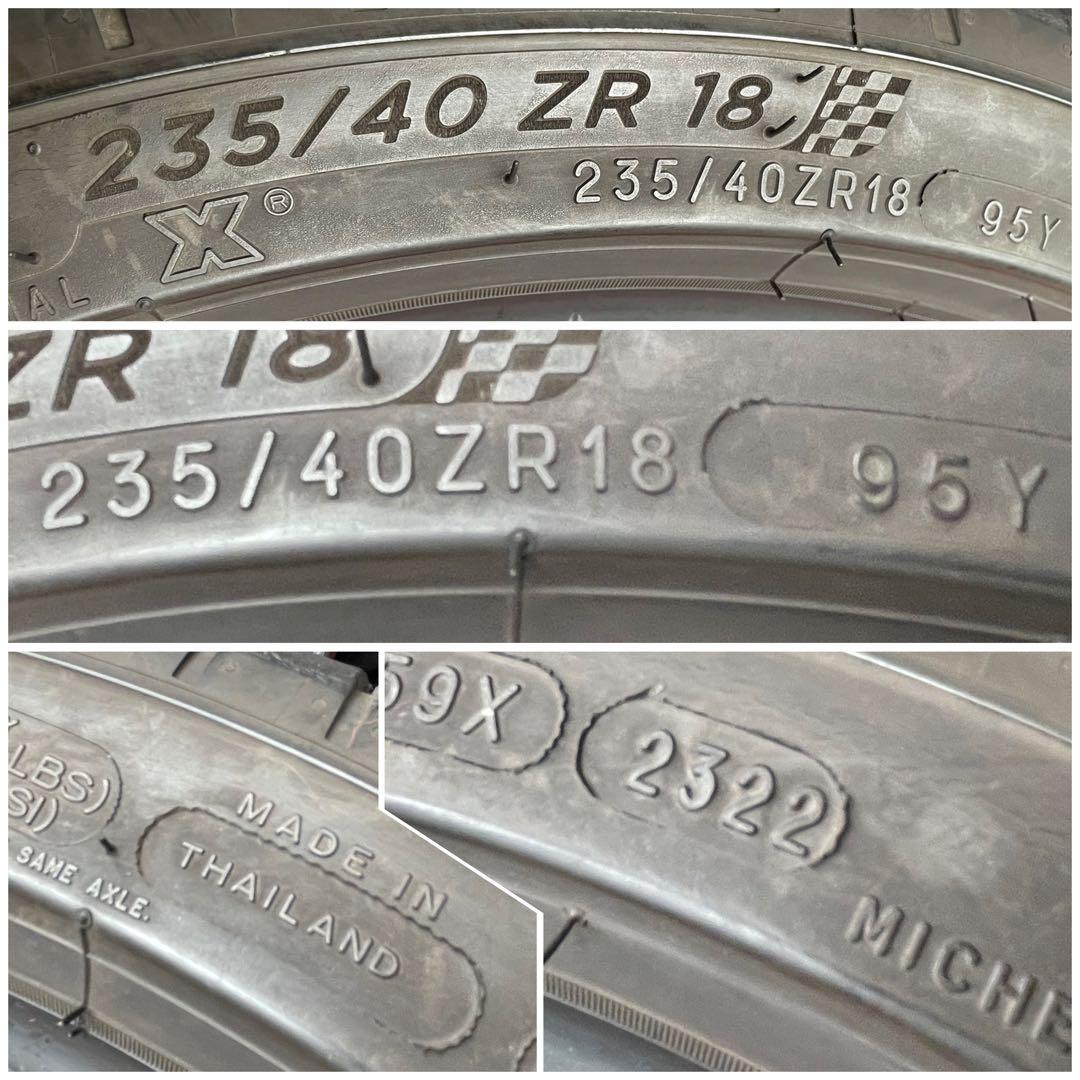 235/40 ZR 18
X®
235/40ZR18 95Y
AL
ZR 18
235/40ZR18 95Y
LBS)
SI)
SAME AXLE.
MADE IN
THAILAND
59X
2322
MICHE